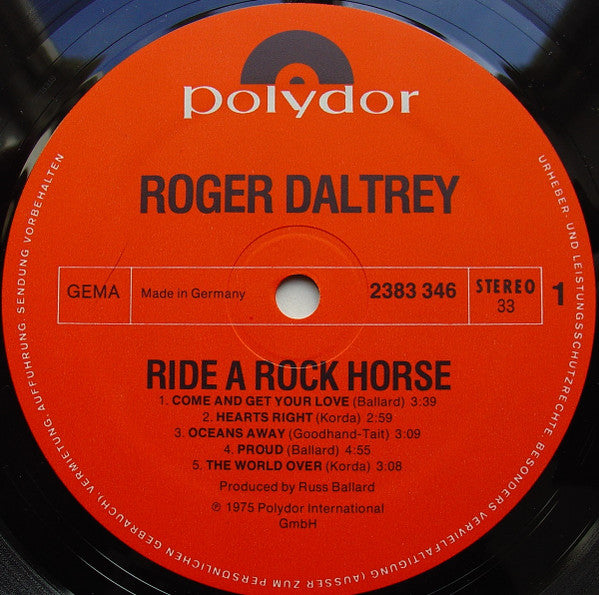 polydor
ROGER DALTREY
GEMA
Made in Germany
2383 346
STEREO
33
1
RIDE A ROCK HORSE
1. COME AND GET YOUR LOVE (Ballard) 3:39
2. HEARTS RIGHT (Korda) 2:59
3. OCEANS AWAY (Goodhand-Tait) 3:09
4. PROUD (Ballard) 4:55
5. THE WORLD OVER (Korda) 3.08
Produced by Russ Ballard
℗ 1975 Polydor International
GmbH
URHEBER- UND LEISTUNGSSCHUTZRECHTE, BESONDERS VERVIELFÄLTIGUNG (AUSSER ZUM PERSÖNLICHEN GEBRAUCH), VERMIETUNG, AUFFÜHRUNG, SENDUNG VORBEHALTEN